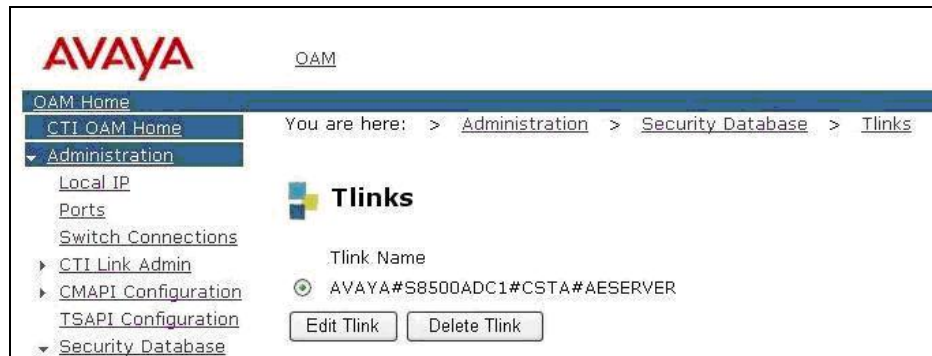 AVAYA
OAM
OAM Home
CTI OAM Home
You are here: > Administration > Security Database > Tlinks
Administration
Local IP
Ports
Switch Connections
CTI Link Admin
CMAPI Configuration
TSAPI Configuration
Security Database
Tlinks
Tlink Name
AVAYA#S8500ADC1#CSTA#AESERVER
Edit Tlink
Delete Tlink